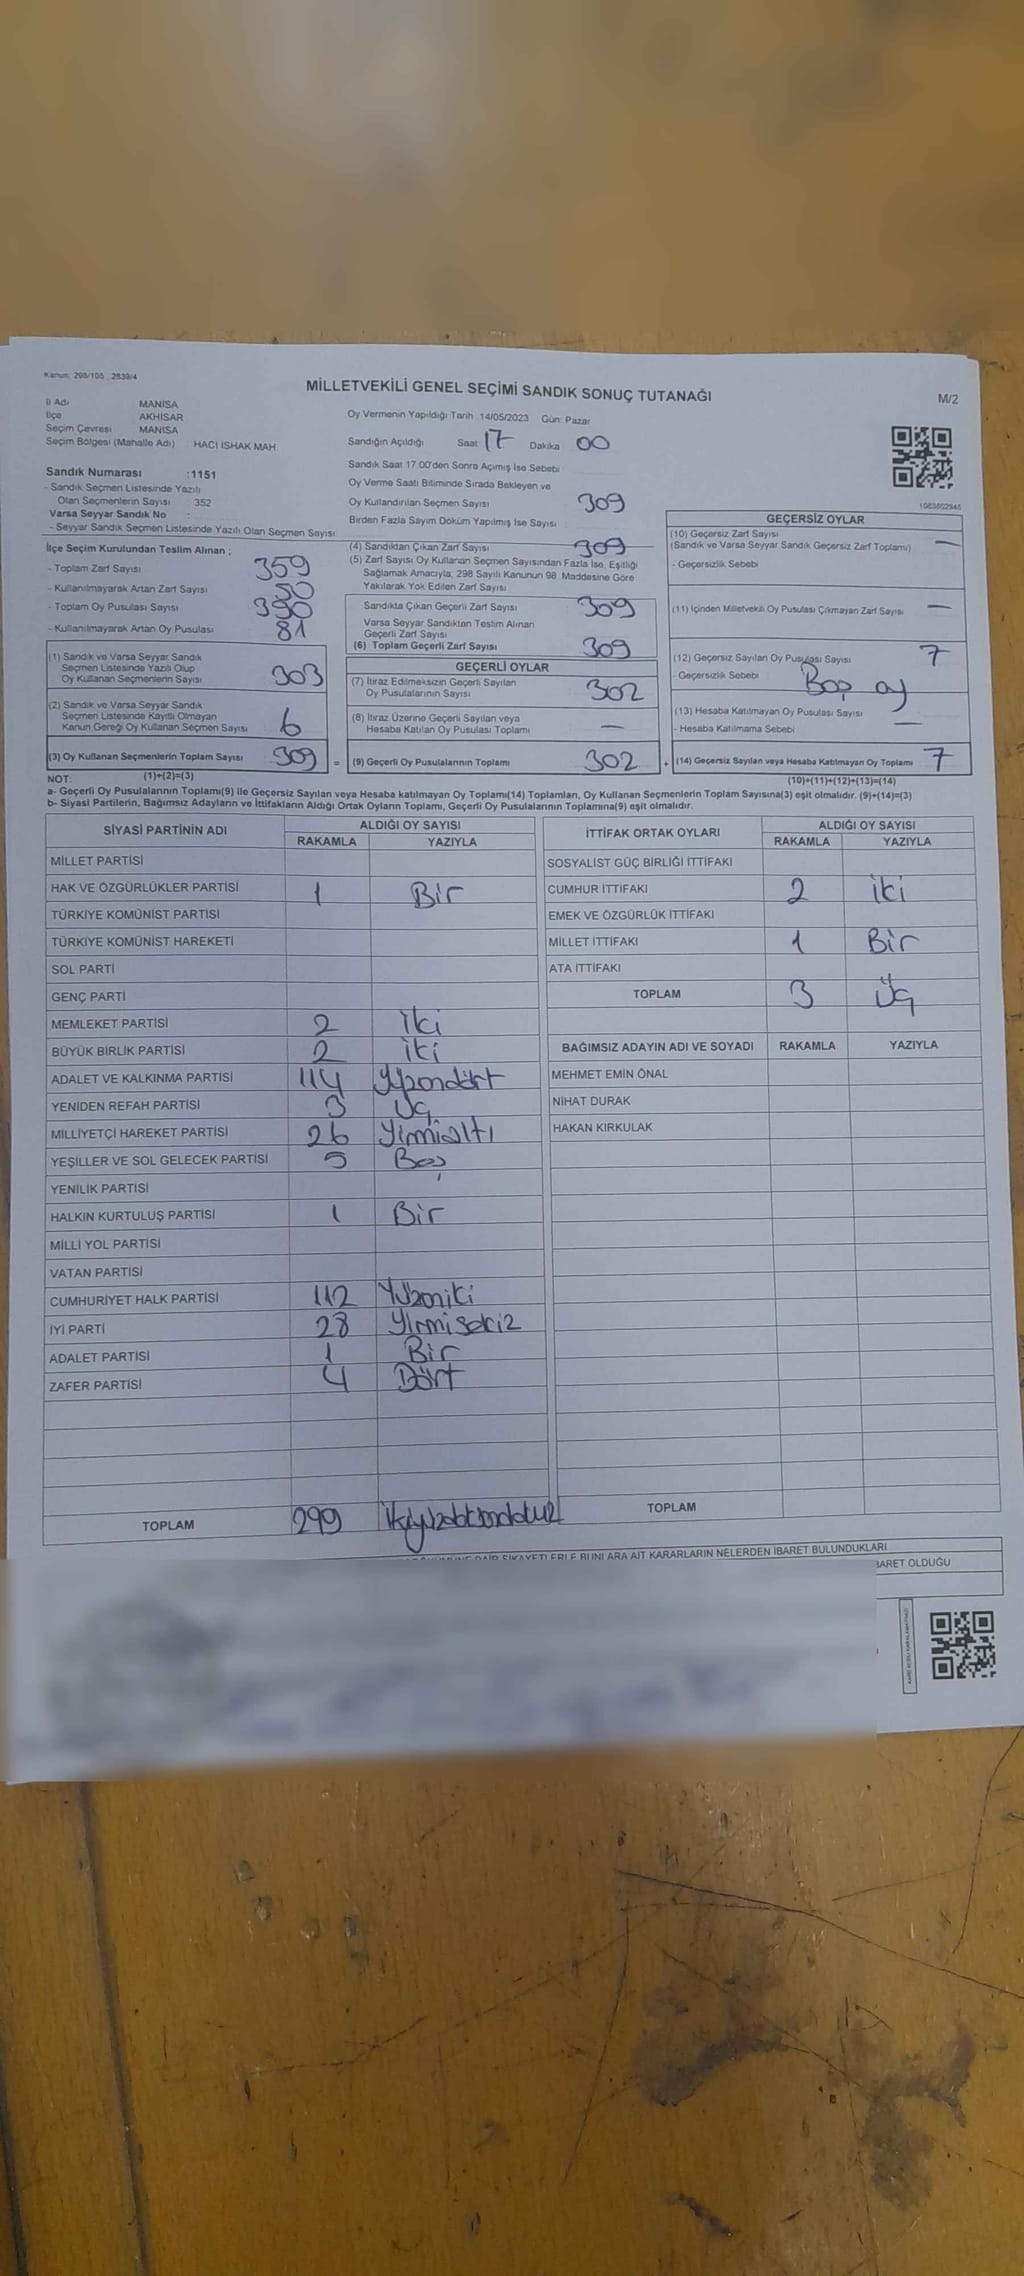 Kanun: 298/105, 2839/4
MİLLETVEKİLİ GENEL SEÇİMİ SANDIK SONUÇ TUTANAĞI
M/2
İl Adı MANİSA
İlçe AKHİSAR
Seçim Çevresi MANİSA
Seçim Bölgesi (Mahalle Adı) HACI İSHAK MAH
Sandık Numarası :1151
- Sandık Seçmen Listesinde Yazılı
Olan Seçmenlerin Sayısı : 352
Varsa Seyyar Sandık No :
- Seyyar Sandık Seçmen Listesinde Yazılı Olan Seçmen Sayısı
Oy Vermenin Yapıldığı Tarih :14/05/2023 Gün: Pazar
Sandığın Açıldığı Saat 17 Dakika 00
Sandık Saat 17:00'den Sonra Açımış İse Sebebi
Oy Verme Saati Bitiminde Sırada Bekleyen ve
Oy Kullandırılan Seçmen Sayısı 309
Birden Fazla Sayım Döküm Yapılmış İse Sayısı
İlçe Seçim Kurulundan Teslim Alınan ;
- Toplam Zarf Sayısı 359
- Kullanılmayarak Artan Zarf Sayısı 50
- Toplam Oy Pusulası Sayısı 390
- Kullanılmayarak Artan Oy Pusulası 81
(1) Sandık ve Varsa Seyyar Sandık
Seçmen Listesinde Yazılı Olup
Oy Kullanan Seçmenlerin Sayısı 303
(2) Sandık ve Varsa Seyyar Sandık
Seçmen Listesinde Kayıtlı Olmayan
Kanun Gereği Oy Kullanan Seçmen Sayısı 6
(3) Oy Kullanan Seçmenlerin Toplam Sayısı 309 =
(1)+(2)=(3)
(4) Sandıktan Çıkan Zarf Sayısı 309
(5) Zarf Sayısı Oy Kullanan Seçmen Sayısından Fazla İse, Eşitliği
Sağlamak Amacıyla, 298 Sayılı Kanunun 98. Maddesine Göre
Yakılarak Yok Edilen Zarf Sayısı
Sandıkta Çıkan Geçerli Zarf Sayısı 309
Varsa Seyyar Sandıktan Teslim Alınan
Geçerli Zarf Sayısı
(6) Toplam Geçerli Zarf Sayısı 309
GEÇERLİ OYLAR
(7) İtiraz Edilmeksizin Geçerli Sayılan
Oy Pusulalarının Sayısı 302
(8) İtiraz Üzerine Geçerli Sayılan veya
Hesaba Katılan Oy Pusulası Toplamı —
(9) Geçerli Oy Pusulalarının Toplamı 302 +
GEÇERSİZ OYLAR
(10) Geçersiz Zarf Sayısı
(Sandık ve Varsa Seyyar Sandık Geçersiz Zarf Toplamı) —
- Geçersizlik Sebebi
(11) İçinden Milletvekili Oy Pusulası Çıkmayan Zarf Sayısı —
(12) Geçersiz Sayılan Oy Pusulası Sayısı 7
- Geçersizlik Sebebi Boş oy
(13) Hesaba Katılmayan Oy Pusulası Sayısı —
- Hesaba Katılmama Sebebi
(14) Geçersiz Sayılan veya Hesaba Katılmayan Oy Toplamı 7
(10)+(11)+(12)+(13)=(14)
NOT:
a- Geçerli Oy Pusulalarının Toplamı(9) ile Geçersiz Sayılan veya Hesaba katılmayan Oy Toplamı(14) Toplamları, Oy Kullanan Seçmenlerin Toplam Sayısına(3) eşit olmalıdır. (9)+(14)=(3)
b- Siyasi Partilerin, Bağımsız Adayların ve İttifakların Aldığı Ortak Oyların Toplamı, Geçerli Oy Pusulalarının Toplamına(9) eşit olmalıdır.
SİYASİ PARTİNİN ADI ALDIĞI OY SAYISI
RAKAMLA YAZIYLA
MİLLET PARTİSİ
HAK VE ÖZGÜRLÜKLER PARTİSİ 1 Bir
TÜRKİYE KOMÜNİST PARTİSİ
TÜRKİYE KOMÜNİST HAREKETİ
SOL PARTİ
GENÇ PARTİ
MEMLEKET PARTİSİ 2 İki
BÜYÜK BİRLİK PARTİSİ 2 İki
ADALET VE KALKINMA PARTİSİ 114 Yüzondört
YENİDEN REFAH PARTİSİ 3 Üç
MİLLİYETÇİ HAREKET PARTİSİ 26 Yirmialtı
YEŞİLLER VE SOL GELECEK PARTİSİ 5 Beş
YENİLİK PARTİSİ
HALKIN KURTULUŞ PARTİSİ 1 Bir
MİLLİ YOL PARTİSİ
VATAN PARTİSİ
CUMHURİYET HALK PARTİSİ 112 Yüzoniki
İYİ PARTİ 28 Yirmisekiz
ADALET PARTİSİ 1 Bir
ZAFER PARTİSİ 4 Dört
TOPLAM 299 ikiyüzdoksandokuz
İTTİFAK ORTAK OYLARI ALDIĞI OY SAYISI
RAKAMLA YAZIYLA
SOSYALİST GÜÇ BİRLİĞİ İTTİFAKI
CUMHUR İTTİFAKI 2 İki
EMEK VE ÖZGÜRLÜK İTTİFAKI
MİLLET İTTİFAKI 1 Bir
ATA İTTİFAKI
TOPLAM 3 Üç
BAĞIMSIZ ADAYIN ADI VE SOYADI RAKAMLA YAZIYLA
MEHMET EMİN ÖNAL
NİHAT DURAK
HAKAN KIRKULAK
TOPLAM
ŞİKAYETLERLE BUNLARA AİT KARARLARIN NELERDEN İBARET BULUNDUKLARI
OLDUĞU